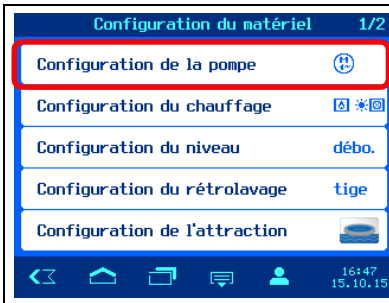 Configuration du matériel 1/2
Configuration de la pompe
Configuration du chauffage
Configuration du niveau débo.
Configuration du rétrolavage tige
Configuration de l'attraction
16:47
15.10.15